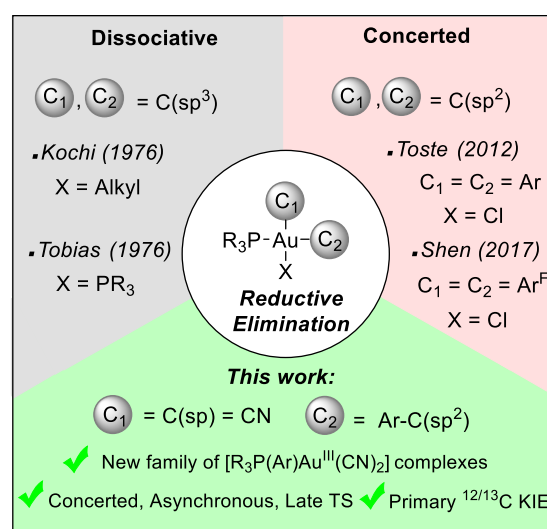 Dissociative
C₁ , C₂ = C(sp³)
▪Kochi (1976)
X = Alkyl
▪Tobias (1976)
X = PR₃
Concerted
C₁ , C₂ = C(sp²)
▪Toste (2012)
C₁ = C₂ = Ar
X = Cl
▪Shen (2017)
C₁ = C₂ = Arᶠ
X = Cl
C₁
R₃P-Au-C₂
X
Reductive
Elimination
This work:
C₁ = C(sp) = CN C₂ = Ar-C(sp²)
✓ New family of [R₃P(Ar)Auᴵᴵᴵ(CN)₂] complexes
✓ Concerted, Asynchronous, Late TS ✓ Primary ¹²/¹³C KIE